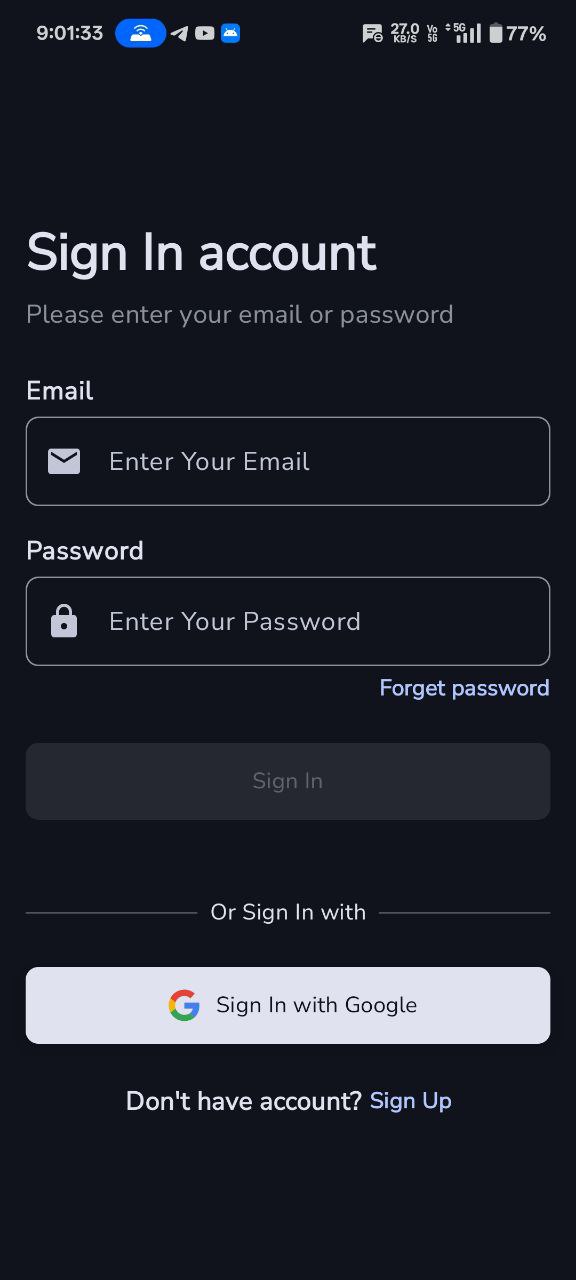 9:01:33 27.0 KB/S Vo 5G 5G 77%
Sign In account
Please enter your email or password
Email
Enter Your Email
Password
Enter Your Password
Forget password
Sign In
Or Sign In with
Sign In with Google
Don't have account? Sign Up